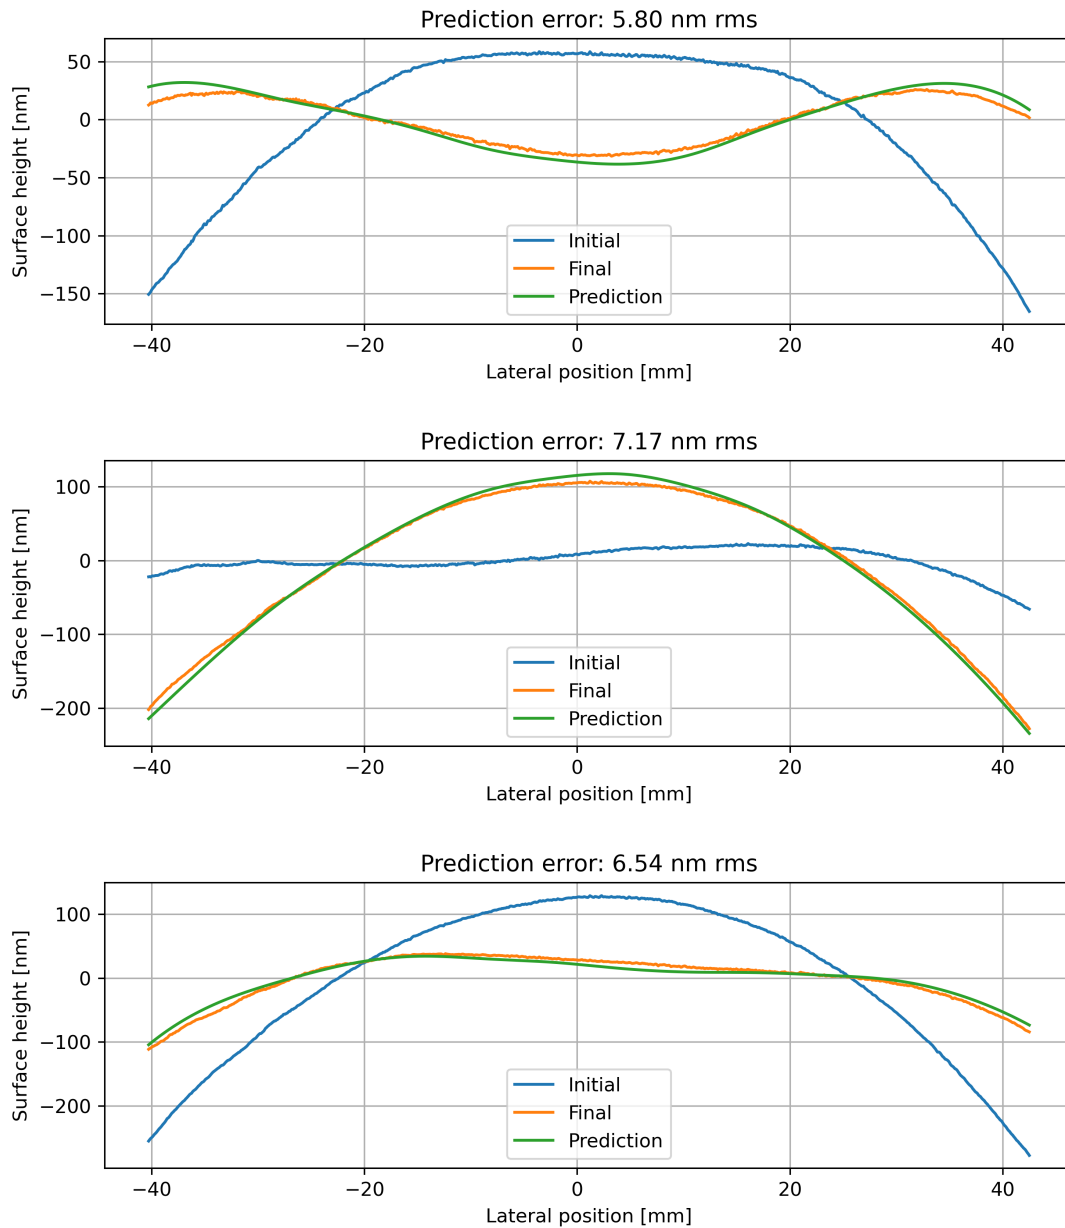 Prediction error: 5.80 nm rms
50
0
−50
−100
−150
Surface height [nm]
Initial
Final
Prediction
−40 −20 0 20 40
Lateral position [mm]
Prediction error: 7.17 nm rms
100
0
−100
−200
Surface height [nm]
Initial
Final
Prediction
−40 −20 0 20 40
Lateral position [mm]
Prediction error: 6.54 nm rms
100
0
−100
−200
Surface height [nm]
Initial
Final
Prediction
−40 −20 0 20 40
Lateral position [mm]